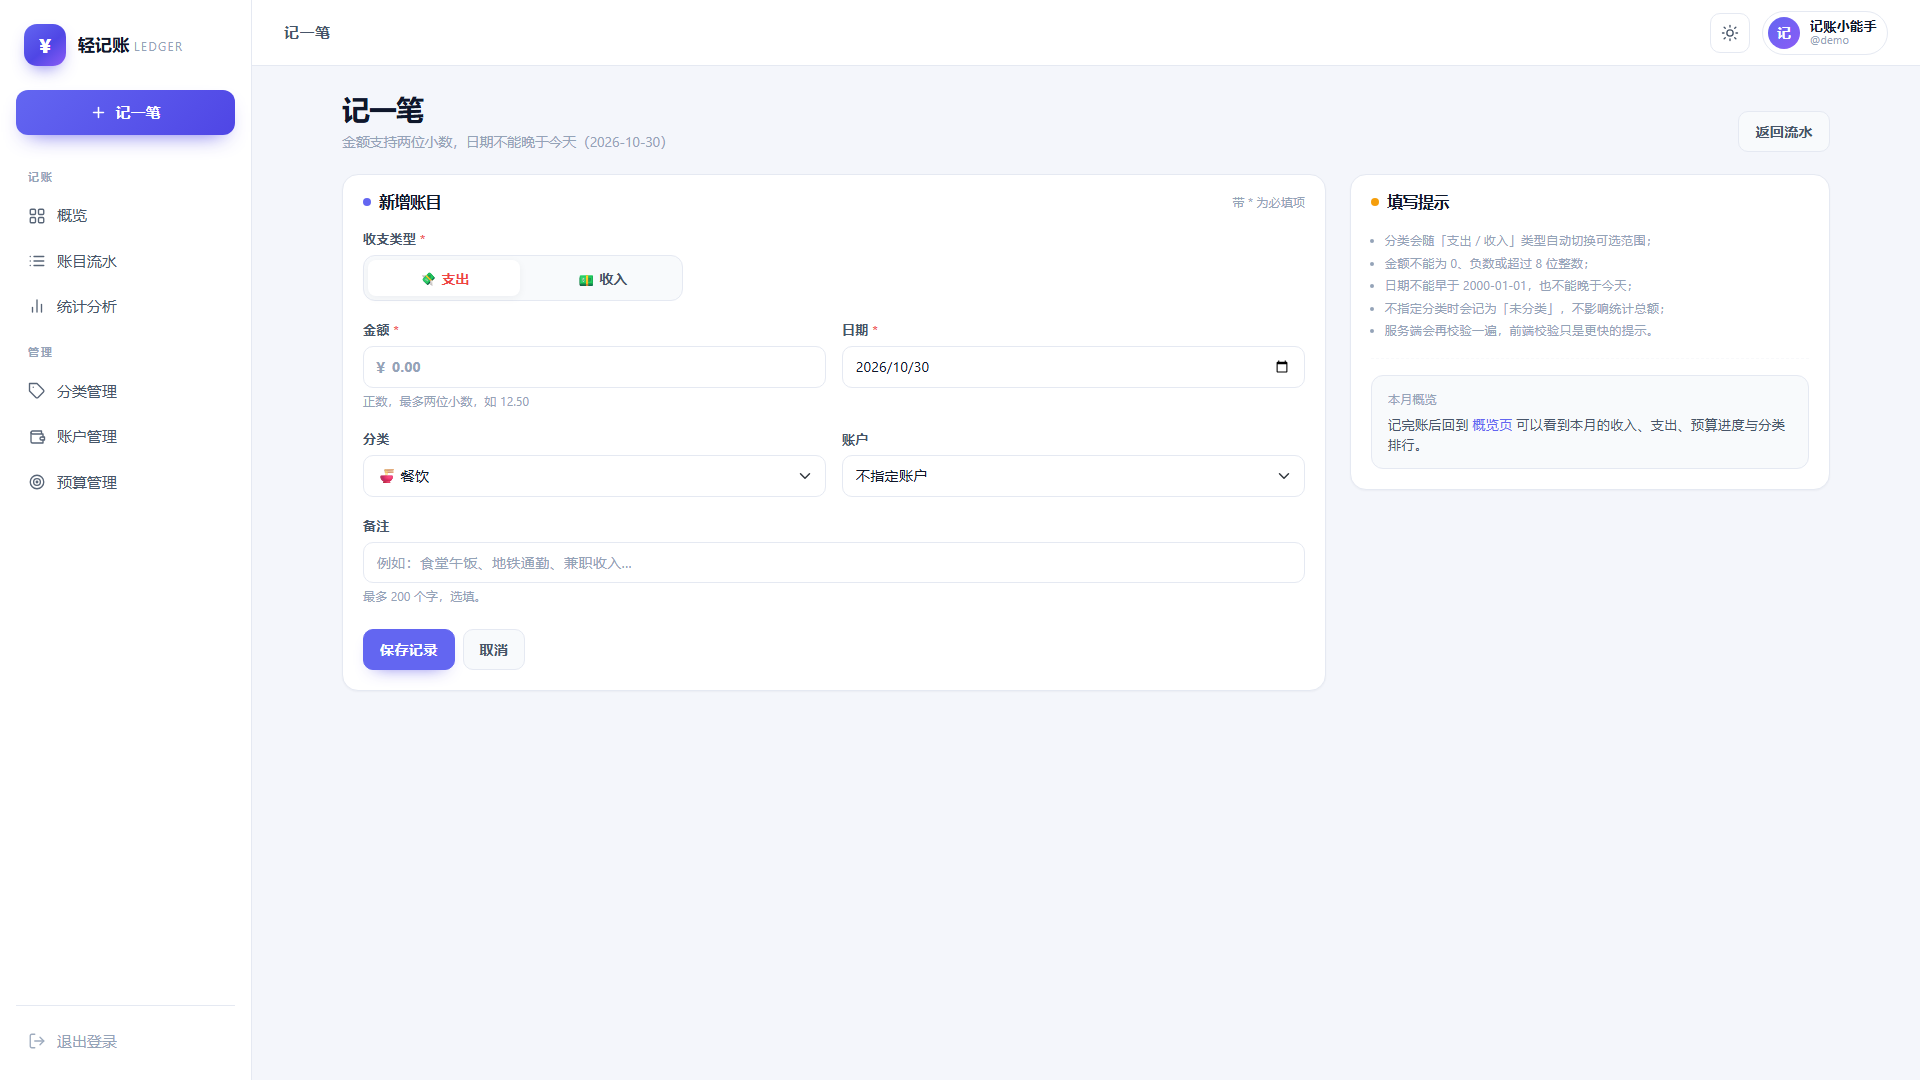 ¥ 轻记账 LEDGER
+ 记一笔
记账
概览
账目流水
统计分析
管理
分类管理
账户管理
预算管理
退出登录
记一笔
记 记账小能手
@demo
记一笔
金额支持两位小数，日期不能晚于今天（2026-10-30）
返回流水
新增账目
带 * 为必填项
收支类型 *
支出
收入
金额 *
日期 *
¥ 0.00
2026/10/30
正数，最多两位小数，如 12.50
分类
账户
餐饮
不指定账户
备注
例如：食堂午饭、地铁通勤、兼职收入...
最多 200 个字，选填。
保存记录
取消
填写提示
分类会随「支出 / 收入」类型自动切换可选范围；
金额不能为 0、负数或超过 8 位整数；
日期不能早于 2000-01-01，也不能晚于今天；
不指定分类时会记为「未分类」，不影响统计总额；
服务端会再校验一遍，前端校验只是更快的提示。
本月概览
记完账后回到 概览页 可以看到本月的收入、支出、预算进度与分类
排行。